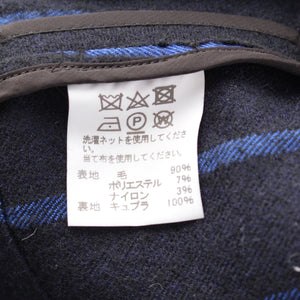 洗濯ネットを使用してくださ
い。
当て布を使用してください。
表地 毛 90%
ポリエステル 7%
ナイロン 3%
裏地 キュプラ 100%